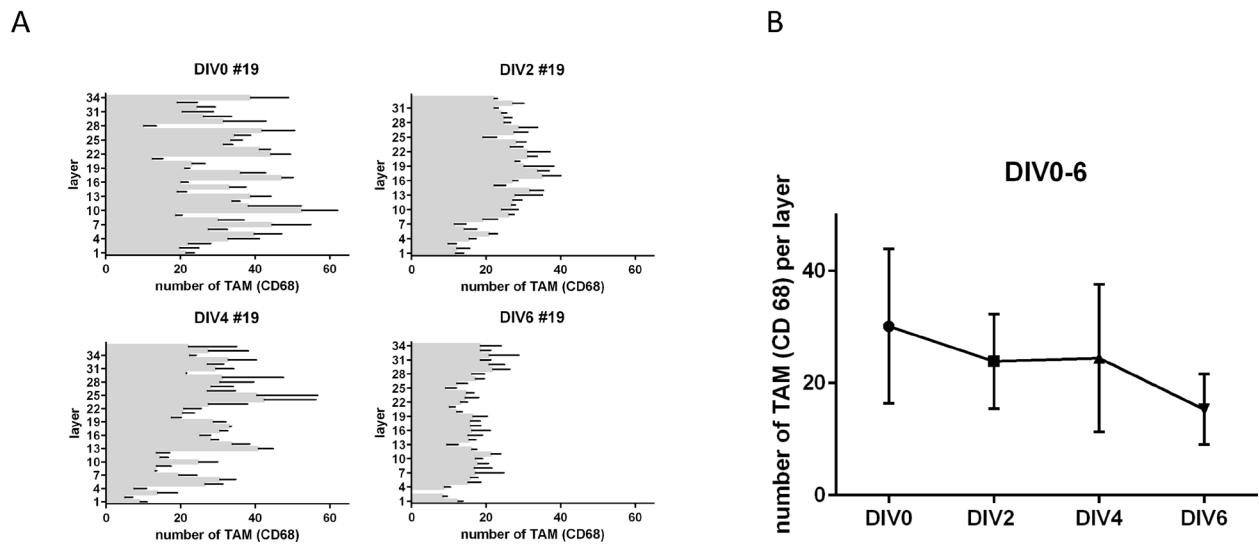 A
B
DIV0 #19
layer
34
31
28
25
22
19
16
13
10
7
4
1
0 20 40 60
number of TAM (CD68)
DIV2 #19
layer
31
28
25
22
19
16
13
10
7
4
1
0 20 40 60
number of TAM (CD68)
DIV4 #19
layer
34
31
28
25
22
19
16
13
10
7
4
1
0 20 40 60
number of TAM (CD68)
DIV6 #19
layer
34
31
28
25
22
19
16
13
10
7
4
1
0 20 40 60
number of TAM (CD68)
DIV0-6
number of TAM (CD 68) per layer
40
20
0
DIV0 DIV2 DIV4 DIV6